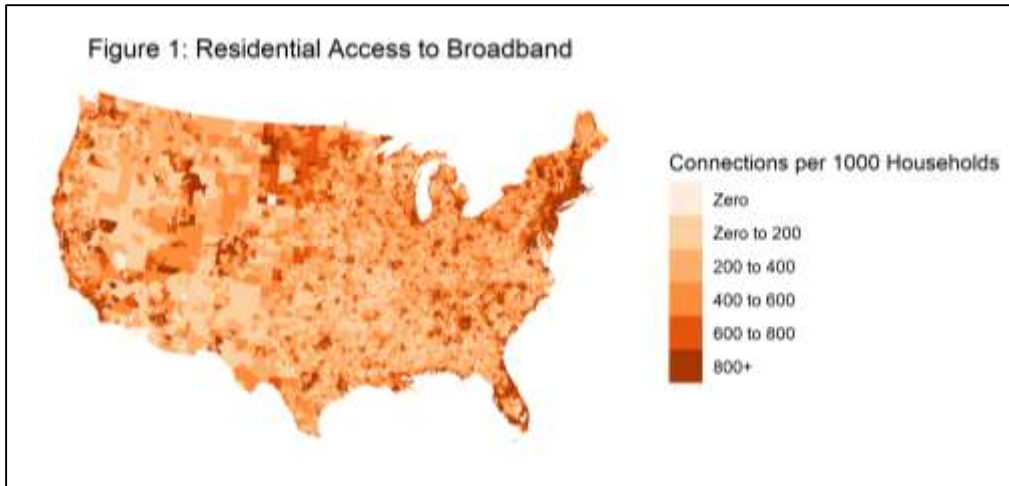 Figure 1: Residential Access to Broadband
Connections per 1000 Households
Zero
Zero to 200
200 to 400
400 to 600
600 to 800
800+